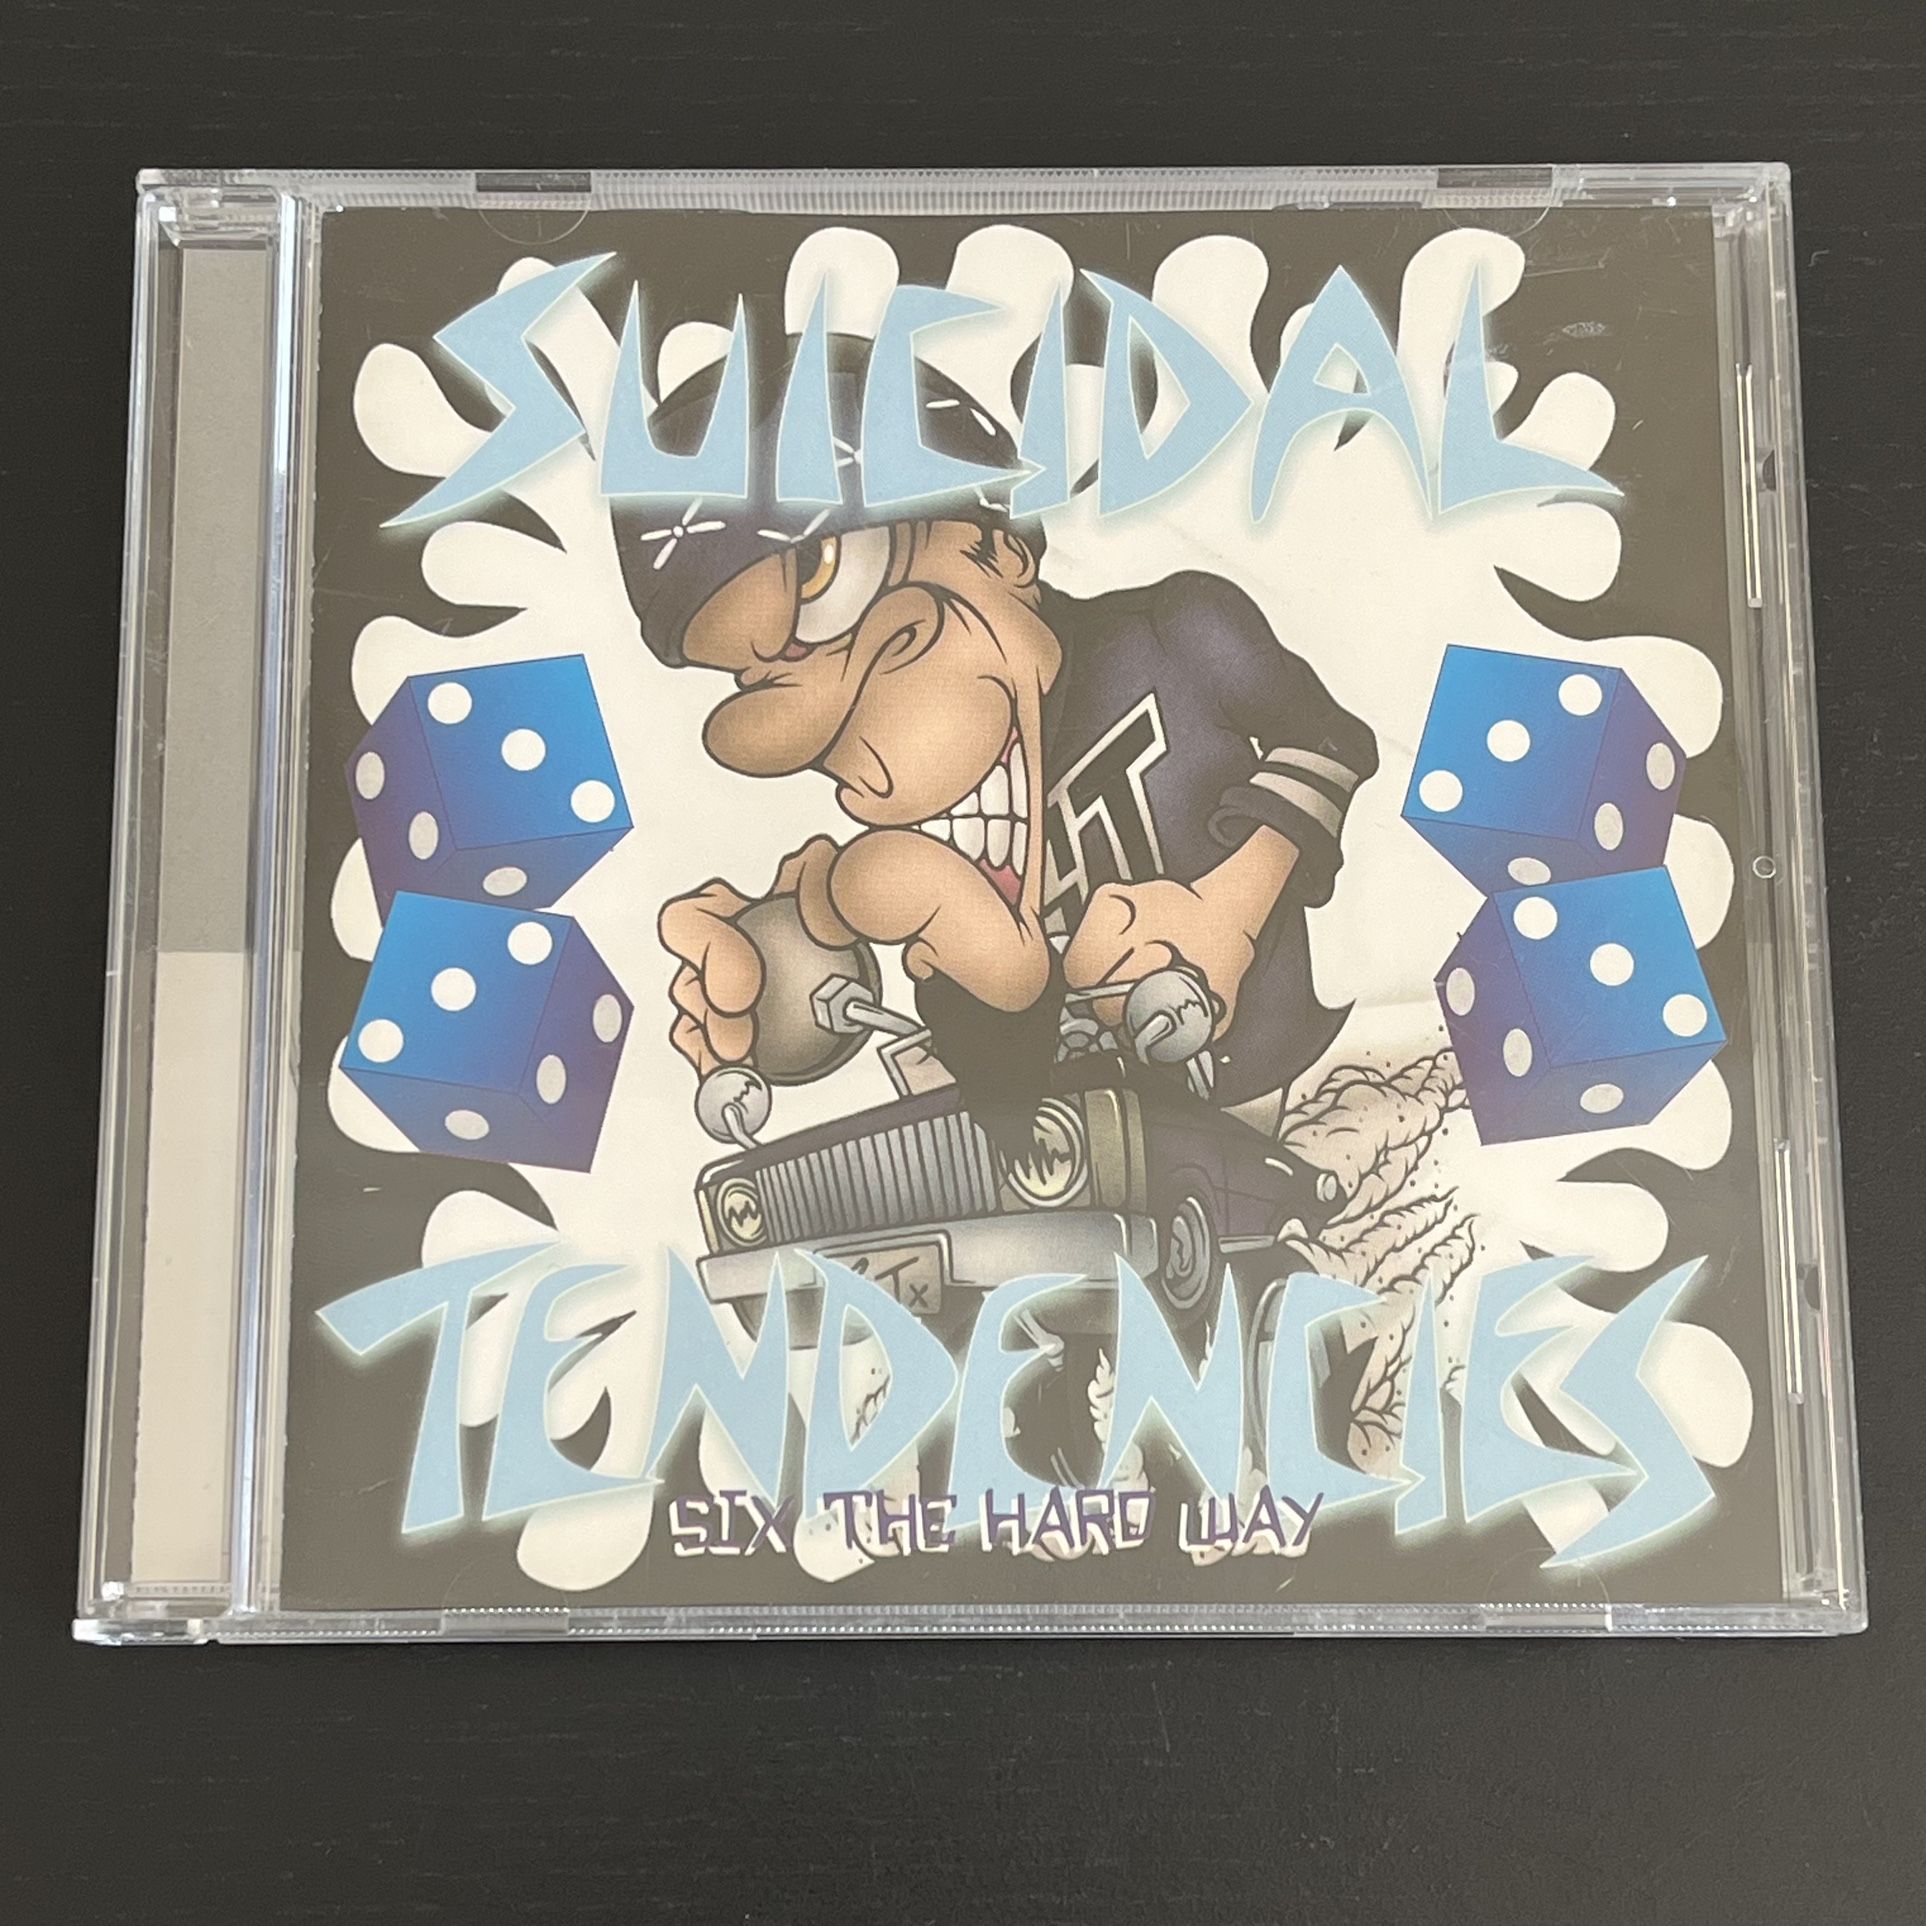 SUICIDAL
TENDENCIES
SIX THE HARD WAY